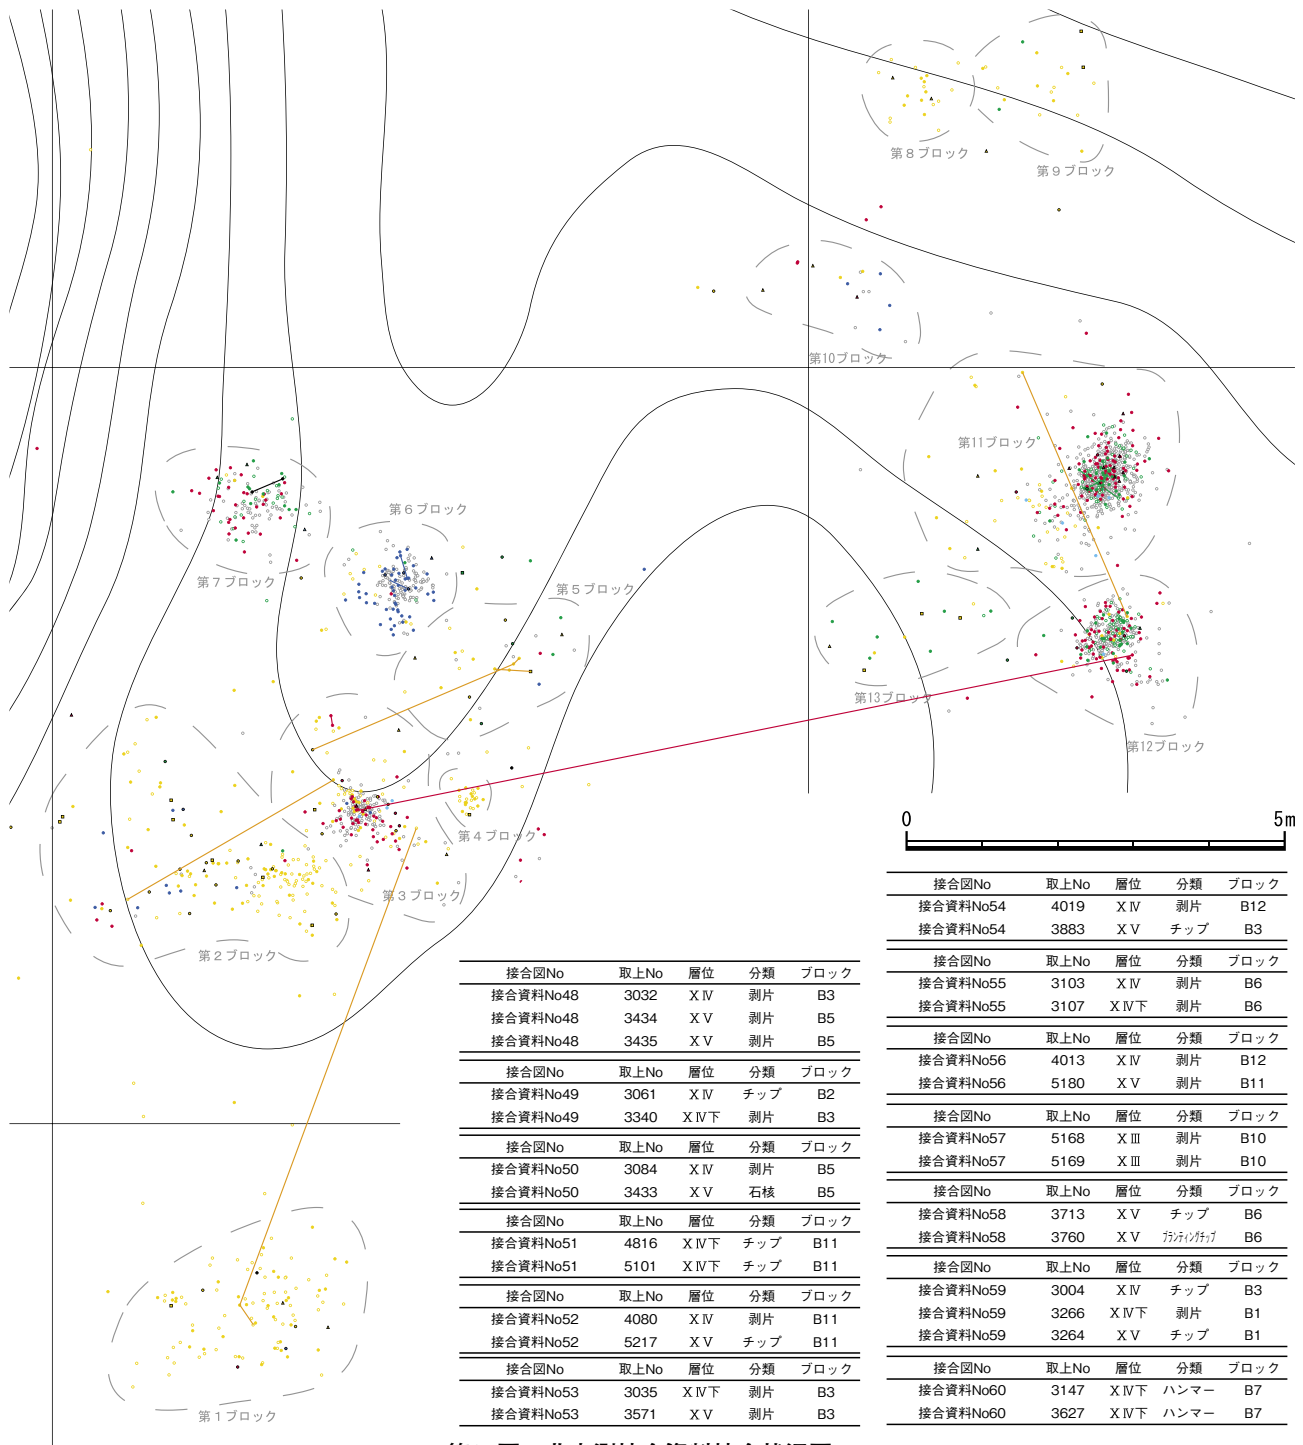 第8ブロック
第9ブロック
第10ブロック
第11ブロック
第6ブロック
第7ブロック
第5ブロック
第13ブロック
第12ブロック
第4ブロック
第3ブロック
第2ブロック
第1ブロック
0 5m
接合図No 取上No 層位 分類 ブロック
接合資料No48 3032 XⅣ 剥片 B3
接合資料No48 3434 XⅤ 剥片 B5
接合資料No48 3435 XⅤ 剥片 B5
接合図No 取上No 層位 分類 ブロック
接合資料No49 3061 XⅣ チップ B2
接合資料No49 3340 XⅣ下 剥片 B3
接合図No 取上No 層位 分類 ブロック
接合資料No50 3084 XⅣ 剥片 B5
接合資料No50 3433 XⅤ 石核 B5
接合図No 取上No 層位 分類 ブロック
接合資料No51 4816 XⅣ下 チップ B11
接合資料No51 5101 XⅣ下 チップ B11
接合図No 取上No 層位 分類 ブロック
接合資料No52 4080 XⅣ 剥片 B11
接合資料No52 5217 XⅤ チップ B11
接合図No 取上No 層位 分類 ブロック
接合資料No53 3035 XⅣ下 剥片 B3
接合資料No53 3571 XⅤ 剥片 B3
接合図No 取上No 層位 分類 ブロック
接合資料No54 4019 XⅣ 剥片 B12
接合資料No54 3883 XⅤ チップ B3
接合図No 取上No 層位 分類 ブロック
接合資料No55 3103 XⅣ 剥片 B6
接合資料No55 3107 XⅣ下 剥片 B6
接合図No 取上No 層位 分類 ブロック
接合資料No56 4013 XⅣ 剥片 B12
接合資料No56 5180 XⅤ 剥片 B11
接合図No 取上No 層位 分類 ブロック
接合資料No57 5168 XⅢ 剥片 B10
接合資料No57 5169 XⅢ 剥片 B10
接合図No 取上No 層位 分類 ブロック
接合資料No58 3713 XⅤ チップ B6
接合資料No58 3760 XⅤ ブランティングチップ B6
接合図No 取上No 層位 分類 ブロック
接合資料No59 3004 XⅣ チップ B3
接合資料No59 3266 XⅣ下 剥片 B1
接合資料No59 3264 XⅤ チップ B1
接合図No 取上No 層位 分類 ブロック
接合資料No60 3147 XⅣ下 ハンマー B7
接合資料No60 3627 XⅣ下 ハンマー B7